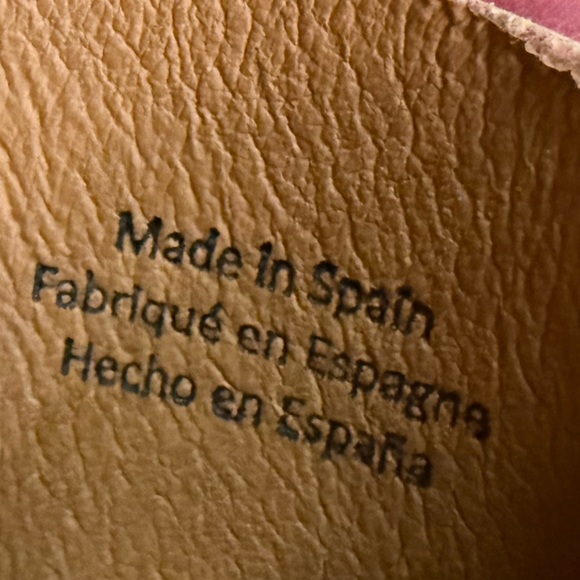 Made in Spain
Fabriqué en Espagne
Hecho en España